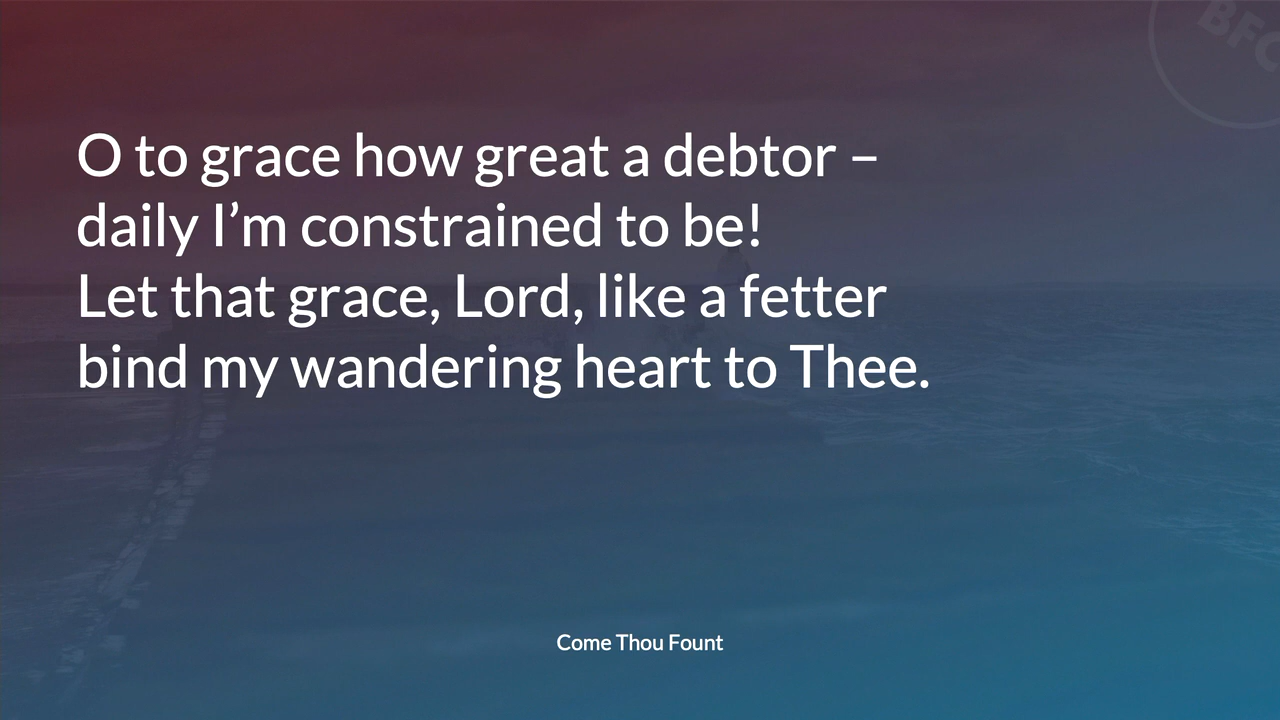 BFC
O to grace how great a debtor –
daily I’m constrained to be!
Let that grace, Lord, like a fetter
bind my wandering heart to Thee.
Come Thou Fount